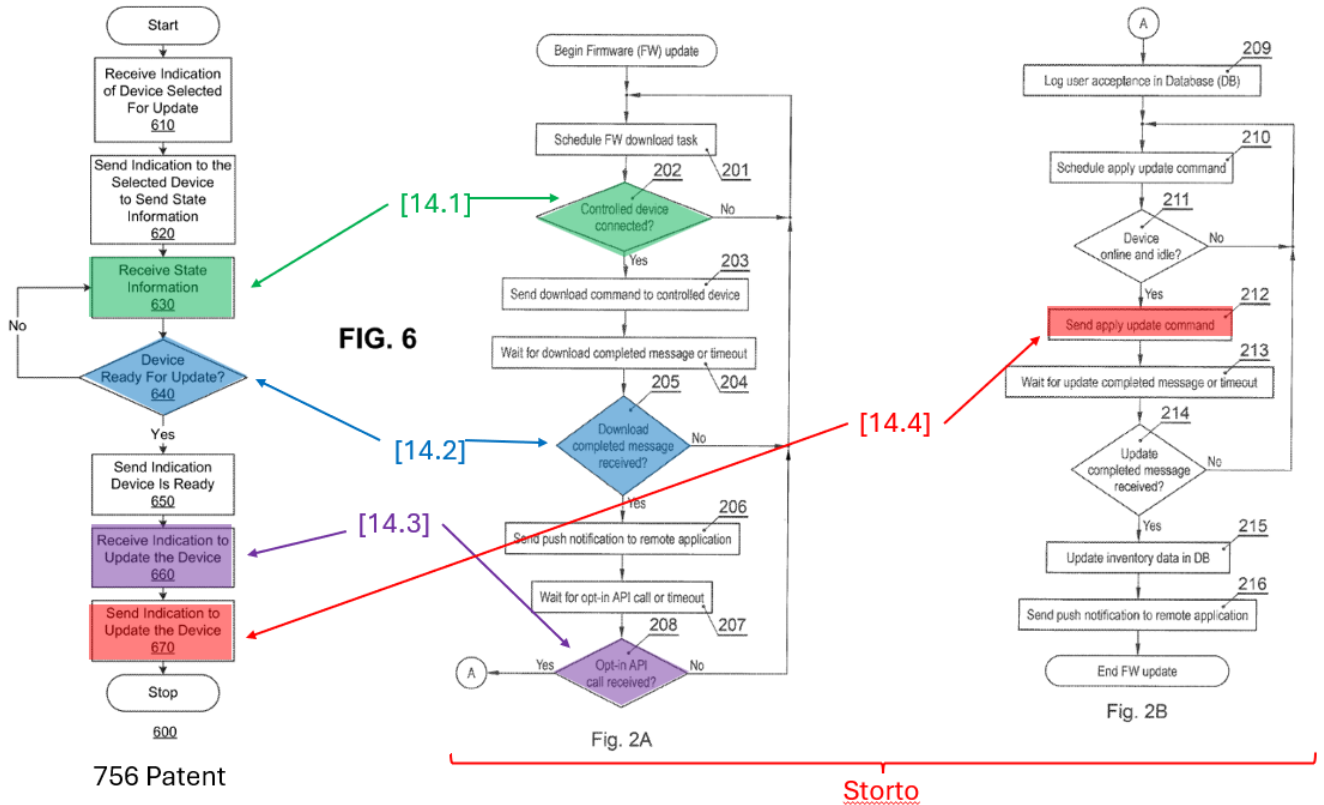 Start
Receive Indication
of Device Selected
For Update
610
Send Indication to the
Selected Device
to Send State
Information
620
Receive State
Information
630
No
Device
Ready For Update?
640
Yes
Send Indication
Device Is Ready
650
Receive Indication to
Update the Device
660
Send Indication to
Update the Device
670
Stop
600
756 Patent
FIG. 6
[14.1]
[14.2]
[14.3]
[14.4]
Begin Firmware (FW) update
Schedule FW download task
201
202
Controlled device
connected?
No
Yes
203
Send download command to controlled device
Wait for download completed message or timeout
204
205
Download
completed message
received?
No
Yes
206
Send push notification to remote application
Wait for opt-in API call or timeout
207
208
Opt-in API
call received?
Yes
No
A
Fig. 2A
A
209
Log user acceptance in Database (DB)
210
Schedule apply update command
211
Device
online and idle?
No
Yes
212
Send apply update command
213
Wait for update completed message or timeout
214
Update
completed message
received?
No
Yes
215
Update inventory data in DB
216
Send push notification to remote application
End FW update
Fig. 2B
Storto